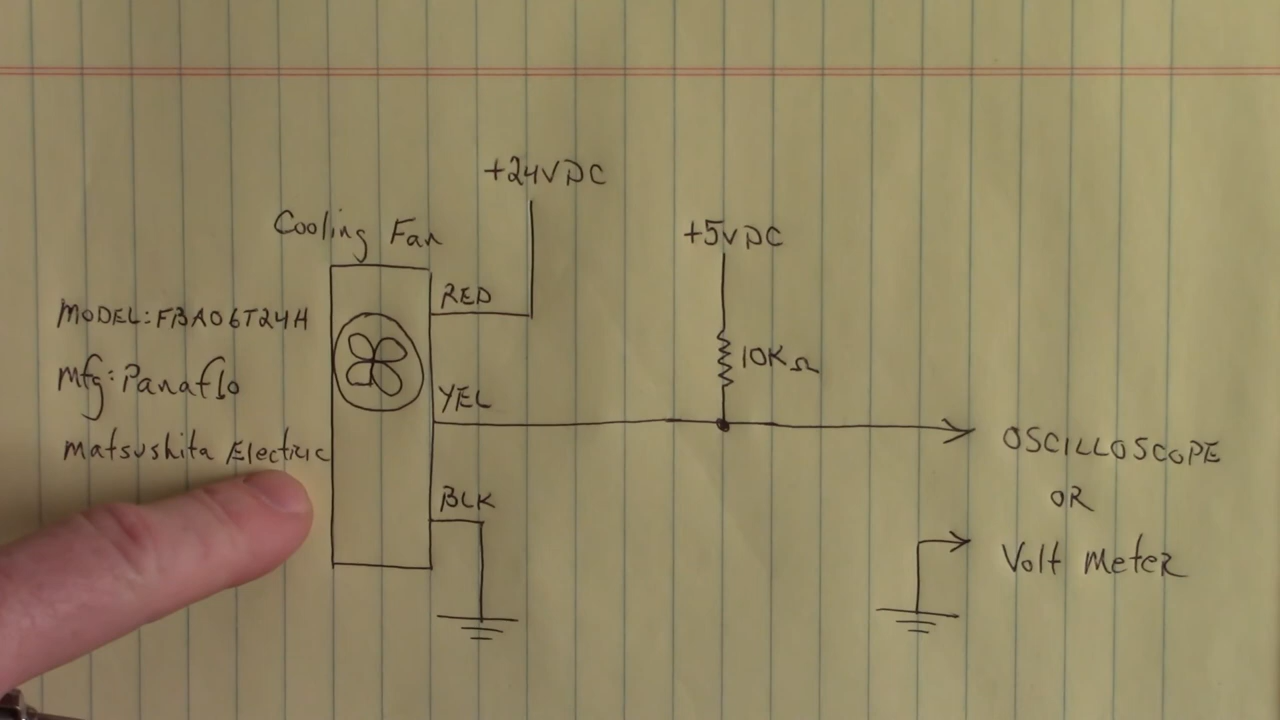 +24VDC
Cooling Fan
+5VDC
RED
MODEL: FBA06T24H
10KΩ
Mfg: Panaflo
YEL
Matsushita Electric
OSCILLOSCOPE
BLK
OR
Volt Meter